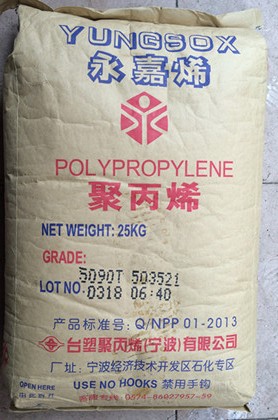 YUNGSOX
永嘉烯
POLYPROPYLENE
聚丙烯
NET WEIGHT: 25KG
GRADE:
5090T 503521
LOT NO: 0318 06:40
产品标准号: Q/NPP 01-2013
台塑聚丙烯(宁波)有限公司
厂址: 宁波经济技术开发区石化专区
OPEN HERE USE NO HOOKS 禁用手钩
0574-86027957-59